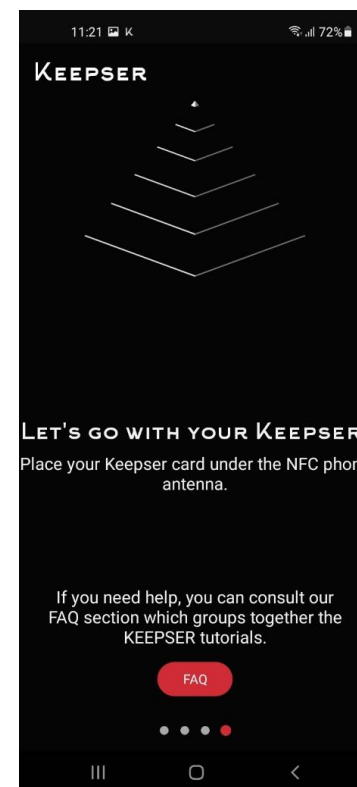 11:21 K 72%
KEEPSER
LET'S GO WITH YOUR KEEPSER
Place your Keepser card under the NFC phon
antenna.
If you need help, you can consult our
FAQ section which groups together the
KEEPSER tutorials.
FAQ